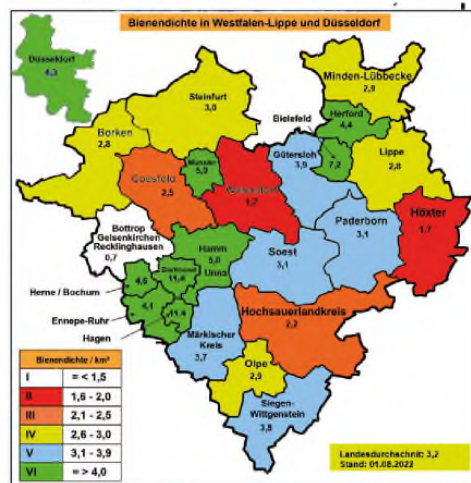 Bienendichte in Westfalen-Lippe und Düsseldorf
Düsseldorf
4,3
Minden-Lübbecke
2,9
Steinfurt
3,0
Bielefeld
Herford
4,4
Borken
2,8
Münster
5,9
Gütersloh
3,9
7,2
Lippe
2,8
Coesfeld
2,5
Warendorf
1,7
Paderborn
3,1
Höxter
1,7
Bottrop
Gelsenkirchen
Recklinghausen
0,7
Hamm
5,0
Unna
Soest
3,1
Dortmund
11,4
4,6
Herne / Bochum
4,1
11,4
Ennepe-Ruhr
Hagen
Hochsauerlandkreis
2,2
Märkischer
Kreis
3,7
Olpe
2,9
Siegen-
Wittgenstein
3,8
Bienendichte / km²
I = < 1,5
II 1,6 - 2,0
III 2,1 - 2,5
IV 2,6 - 3,0
V 3,1 - 3,9
VI = > 4,0
Landesdurchschnit: 3,2
Stand: 01.08.2022